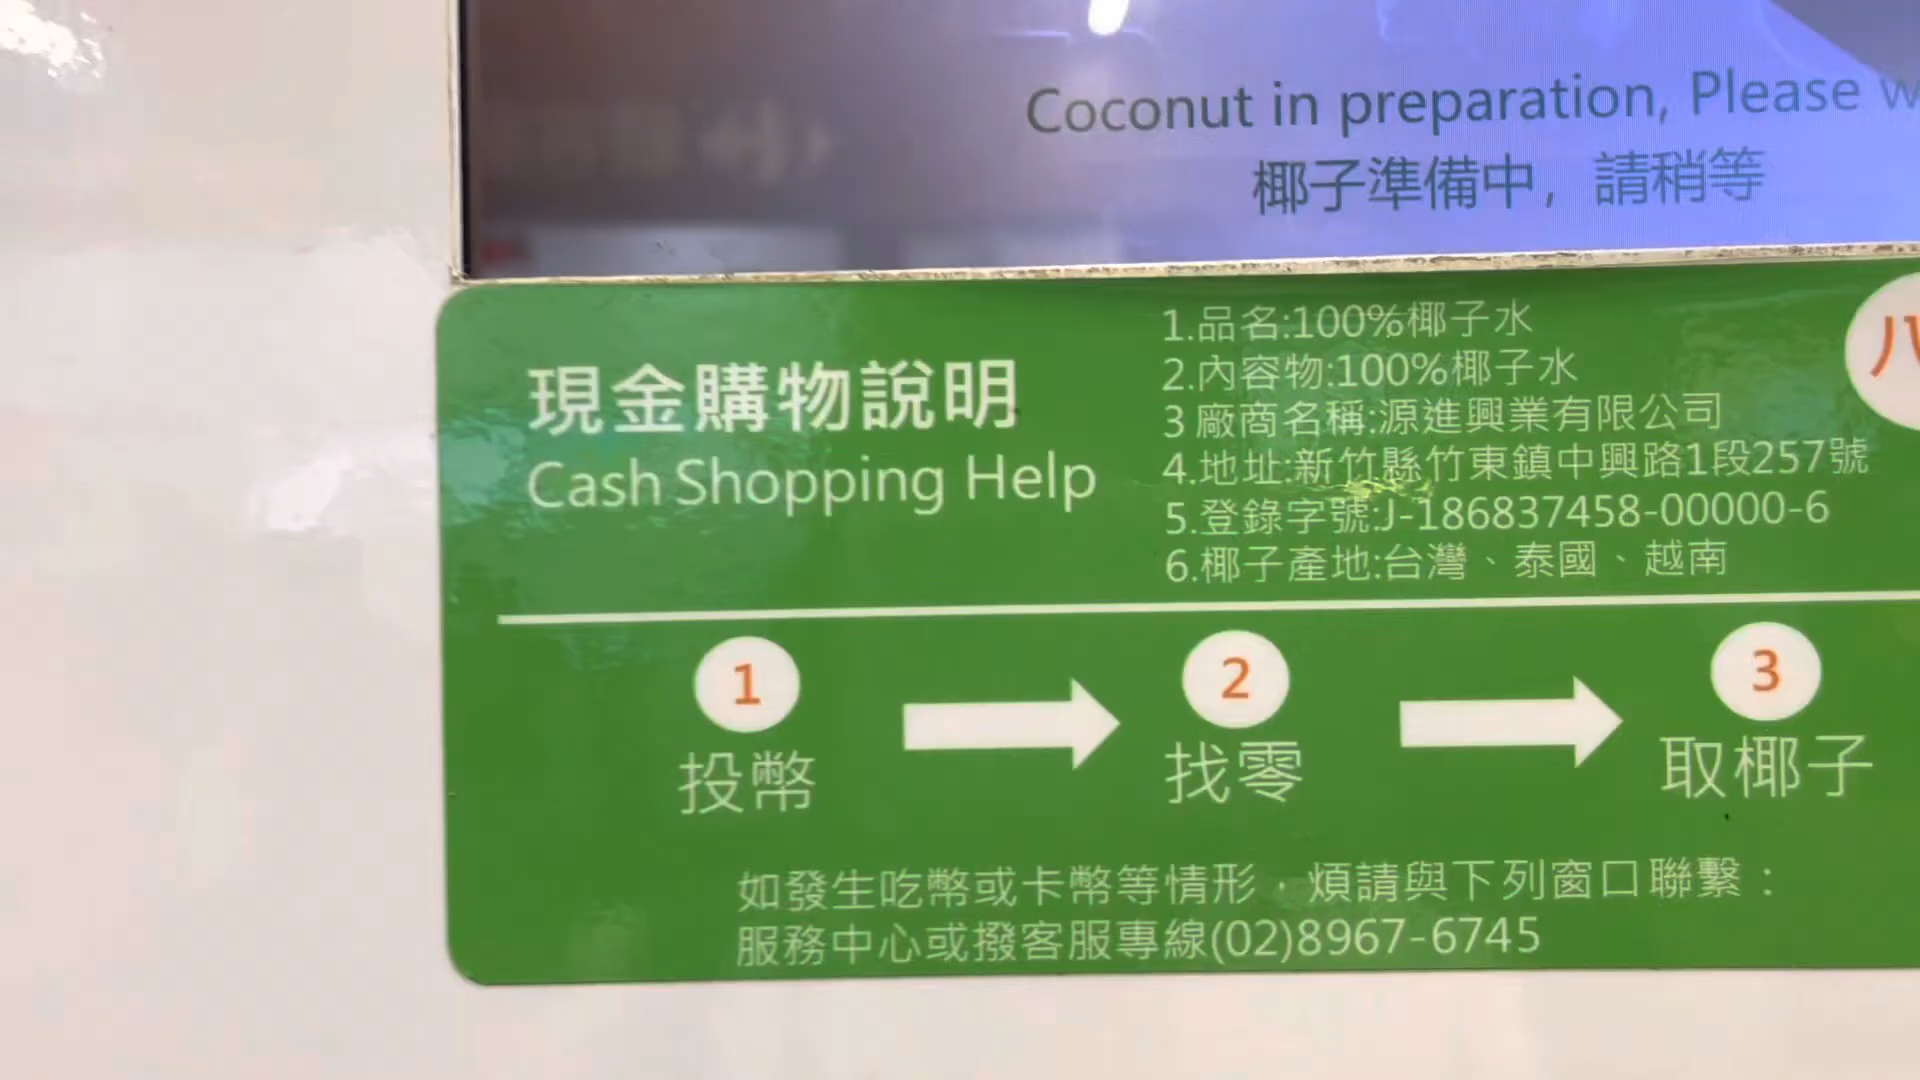 Coconut in preparation, Please
椰子準備中，請稍等
現金購物說明
Cash Shopping Help
1.品名:100%椰子水
2.內容物:100%椰子水
3 廠商名稱:源進興業有限公司
4.地址:新竹縣竹東鎮中興路1段257號
5.登錄字號:J-186837458-00000-6
6.椰子產地:台灣、泰國、越南
八
1
2
3
投幣
找零
取椰子
如發生吃幣或卡幣等情形，煩請與下列窗口聯繫：
服務中心或撥客服專線(02)8967-6745